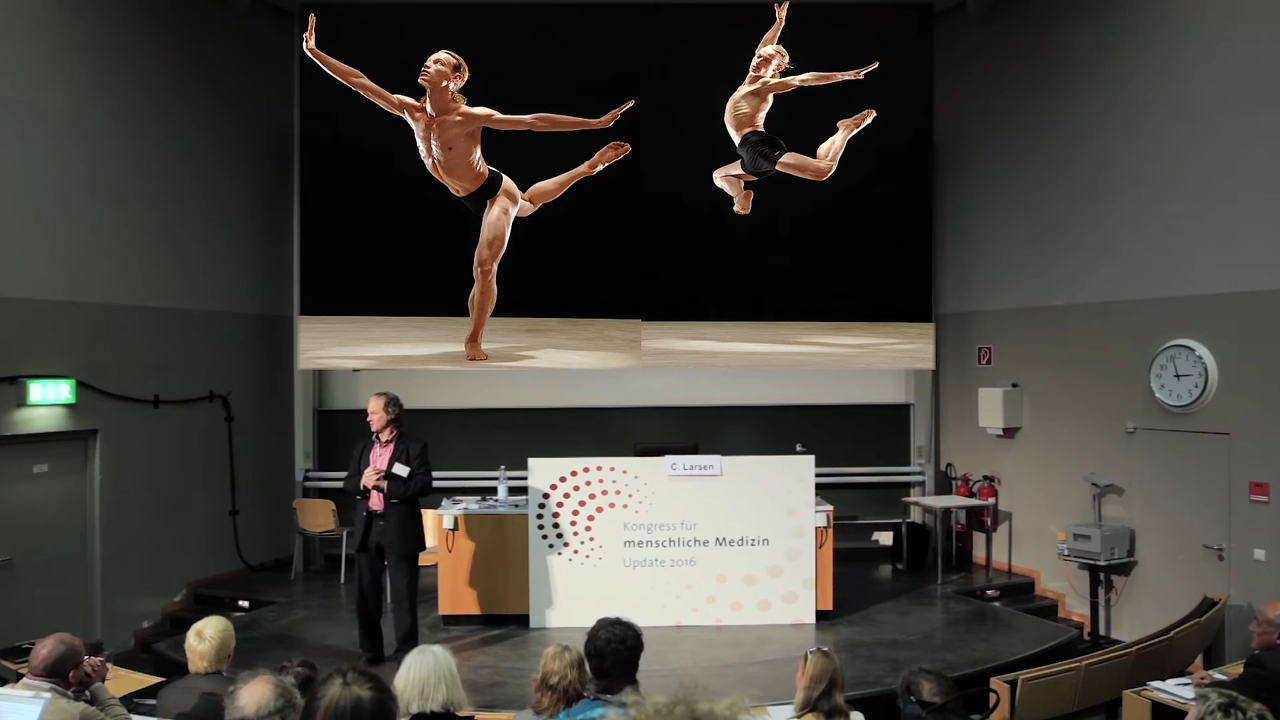 C. Larsen
Kongress für
menschliche Medizin
Update 2016